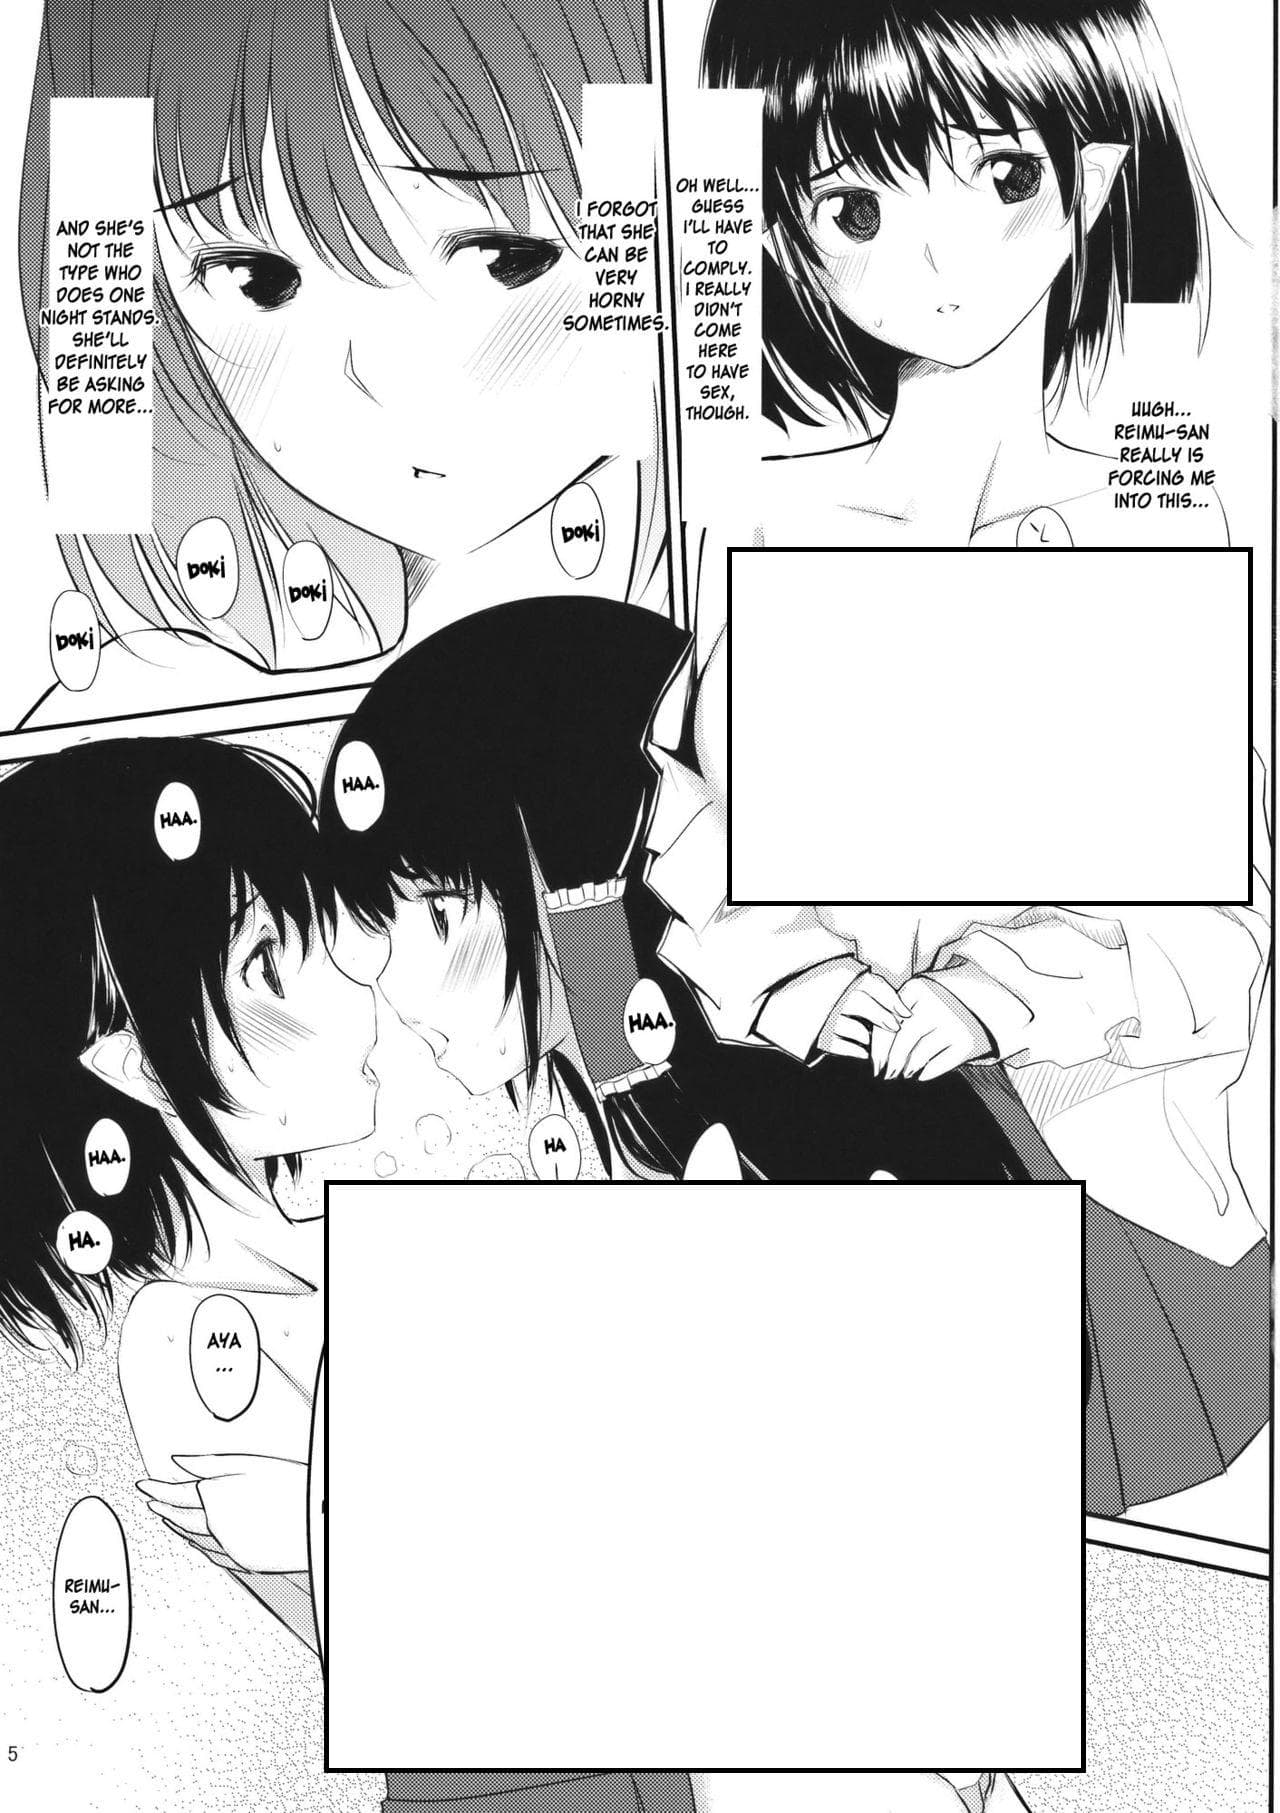 UUGH...
REIMU-SAN
REALLY IS
FORCING ME
INTO THIS...
OH WELL...
GUESS
I'LL HAVE
TO
COMPLY.
I REALLY
DIDN'T
COME
HERE
TO HAVE
SEX,
THOUGH.
I FORGOT
THAT SHE
CAN BE
VERY
HORNY
SOMETIMES.
AND SHE'S
NOT THE
TYPE WHO
DOES ONE
NIGHT STANDS.
SHE'LL
DEFINITELY
BE ASKING
FOR MORE...
DOKI
DOKI
DOKI
DOKI
HAA.
HAA.
HAA.
HA
HAA.
HA.
AYA
...
REIMU-
SAN...
5